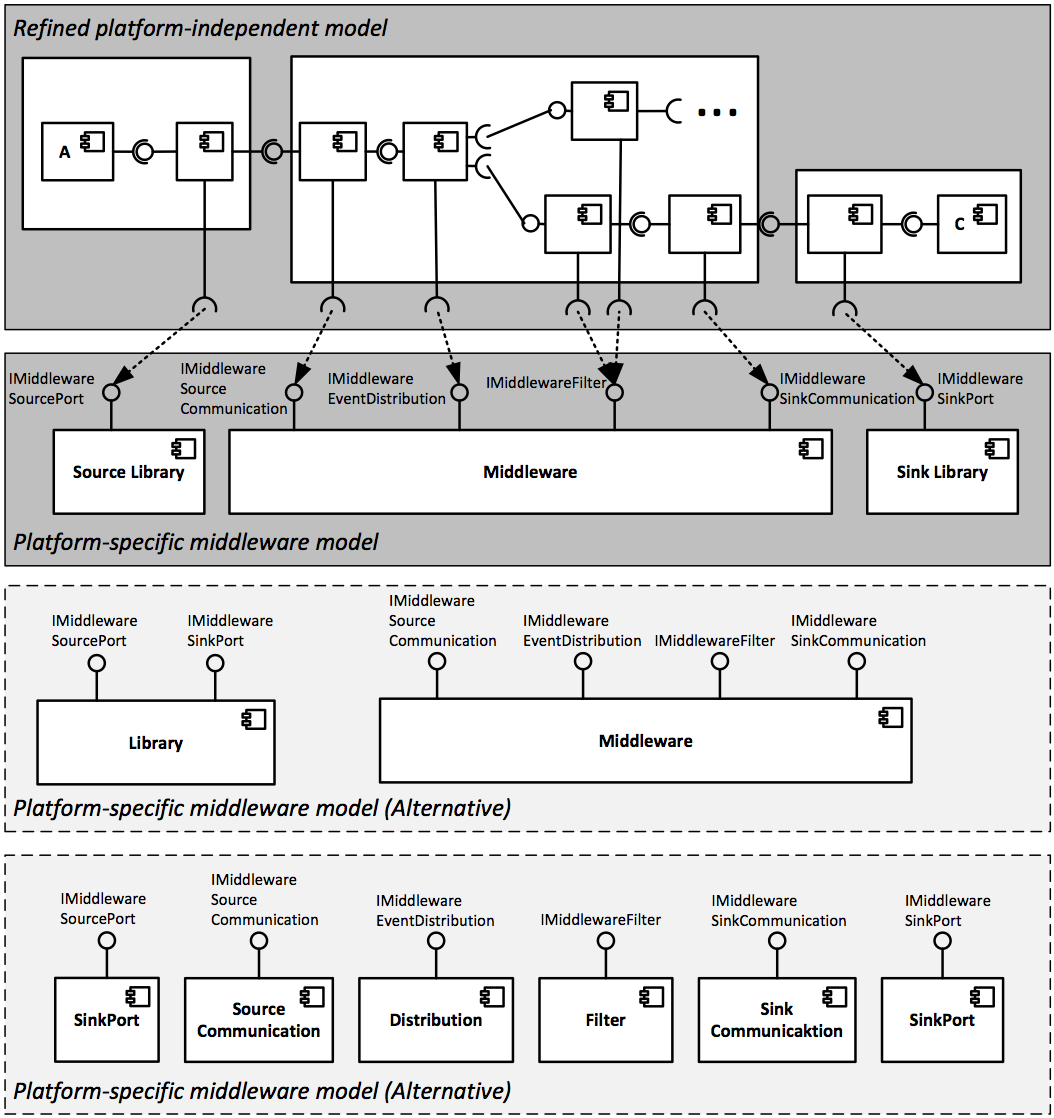 Refined platform-independent model
A
...
C
IMiddleware
SourcePort
IMiddleware
Source
Communication
IMiddleware
EventDistribution
IMiddlewareFilter
IMiddleware
SinkCommunication
IMiddleware
SinkPort
Source Library
Middleware
Sink Library
Platform-specific middleware model
IMiddleware
SourcePort
IMiddleware
SinkPort
IMiddleware
Source
Communication
IMiddleware
EventDistribution
IMiddlewareFilter
IMiddleware
SinkCommunication
Library
Middleware
Platform-specific middleware model (Alternative)
IMiddleware
SourcePort
IMiddleware
Source
Communication
IMiddleware
EventDistribution
IMiddlewareFilter
IMiddleware
SinkCommunication
IMiddleware
SinkPort
SinkPort
Source
Communication
Distribution
Filter
Sink
Communicaktion
SinkPort
Platform-specific middleware model (Alternative)